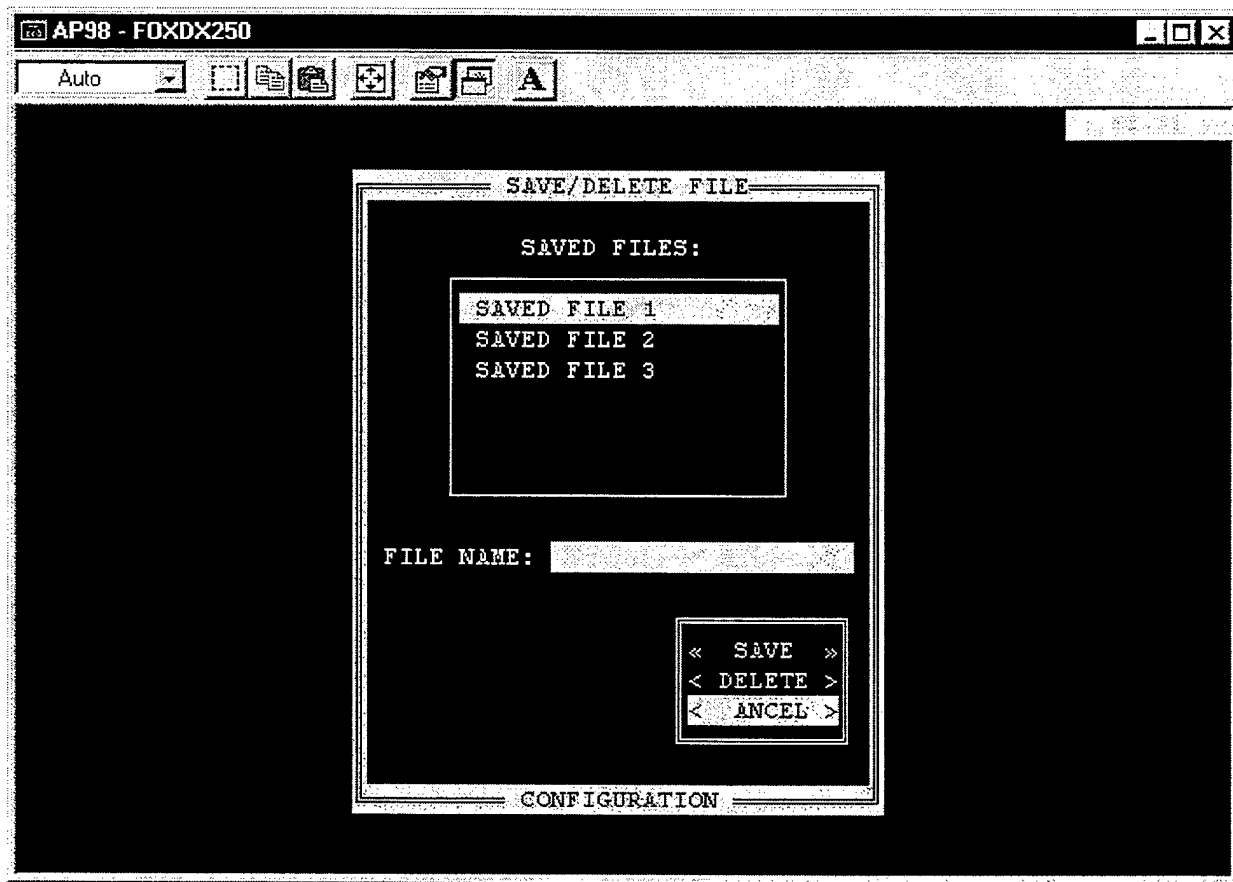 AP98 - FOXDX250
Auto
A
SAVE/DELETE FILE
SAVED FILES:
SAVED FILE 1
SAVED FILE 2
SAVED FILE 3
FILE NAME:
« SAVE »
< DELETE >
< ANCEL >
CONFIGURATION